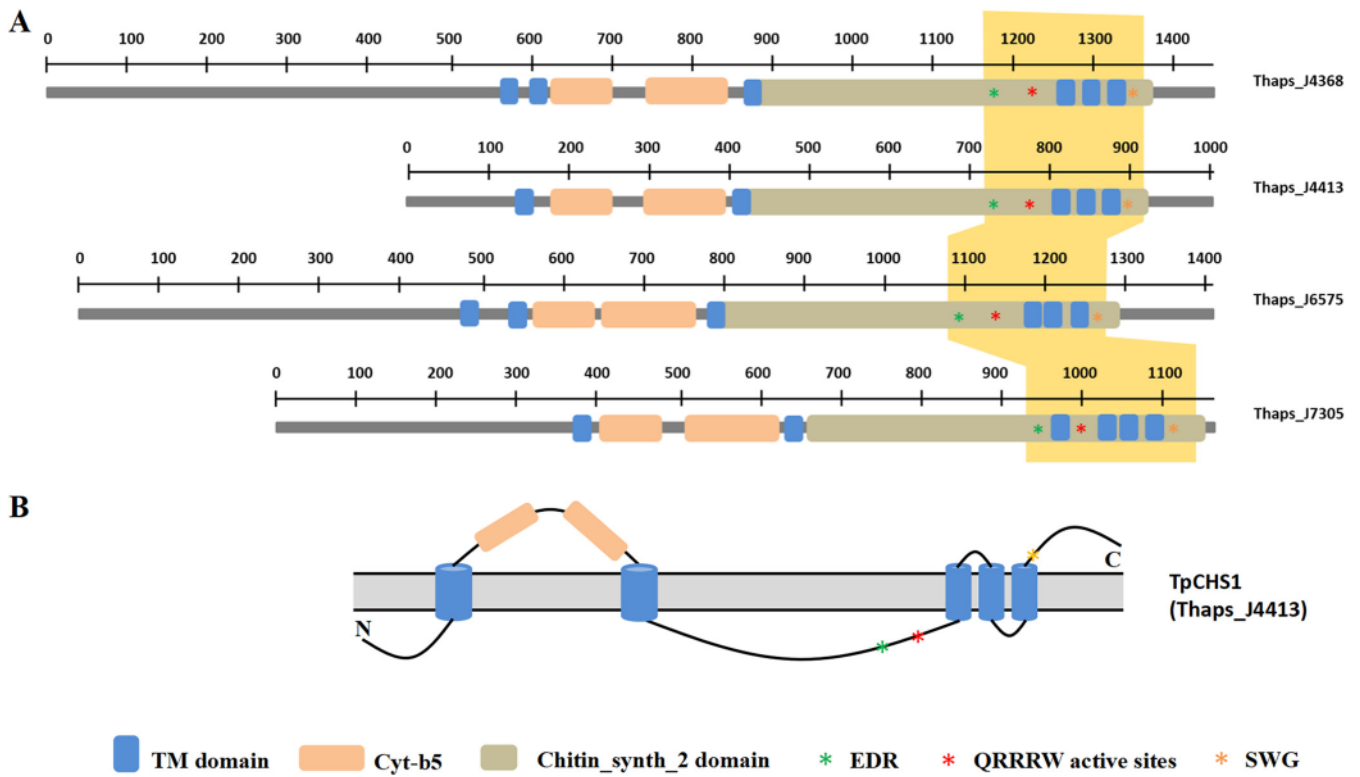 A
0 100 200 300 400 500 600 700 800 900 1000 1100 1200 1300 1400
Thaps_J4368
0 100 200 300 400 500 600 700 800 900 1000
Thaps_J4413
0 100 200 300 400 500 600 700 800 900 1000 1100 1200 1300 1400
Thaps_J6575
0 100 200 300 400 500 600 700 800 900 1000 1100
Thaps_J7305
B
N
C
TpCHS1
(Thaps_J4413)
TM domain Cyt-b5 Chitin_synth_2 domain * EDR * QRRRW active sites * SWG